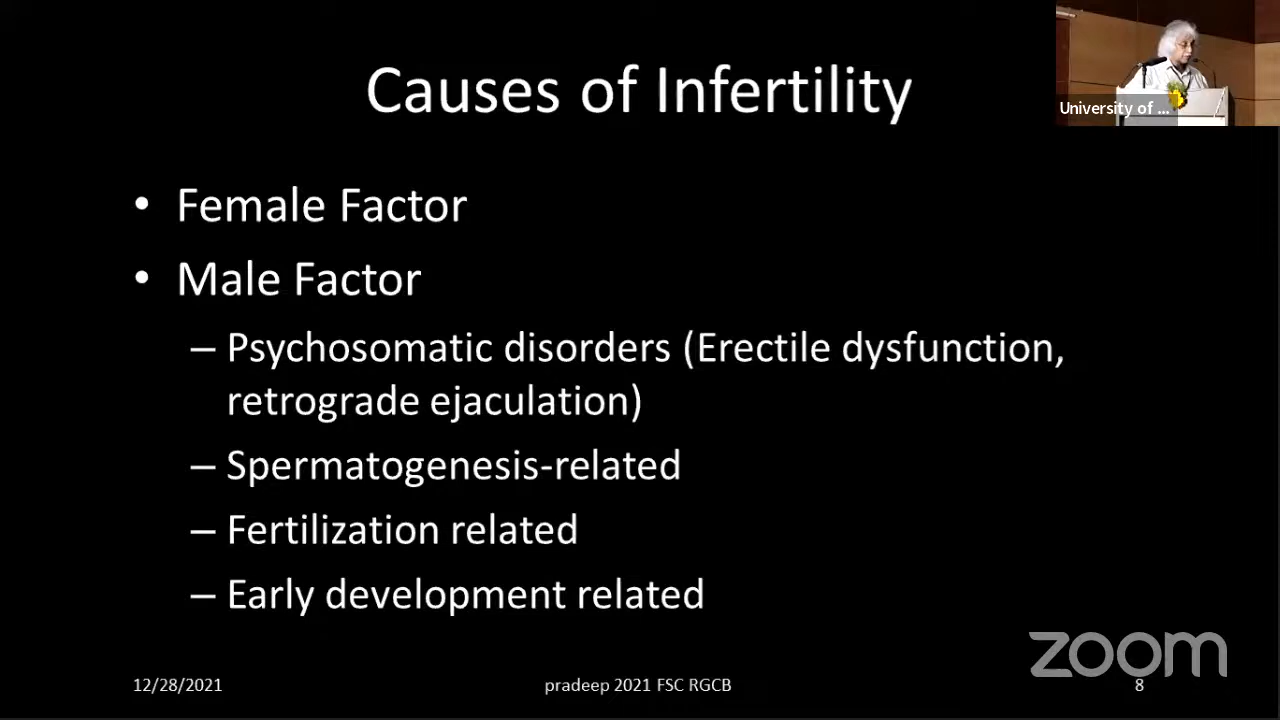 Causes of Infertility
University of ...
• Female Factor
• Male Factor
– Psychosomatic disorders (Erectile dysfunction,
retrograde ejaculation)
– Spermatogenesis-related
– Fertilization related
– Early development related
zoom
12/28/2021 pradeep 2021 FSC RGCB 8